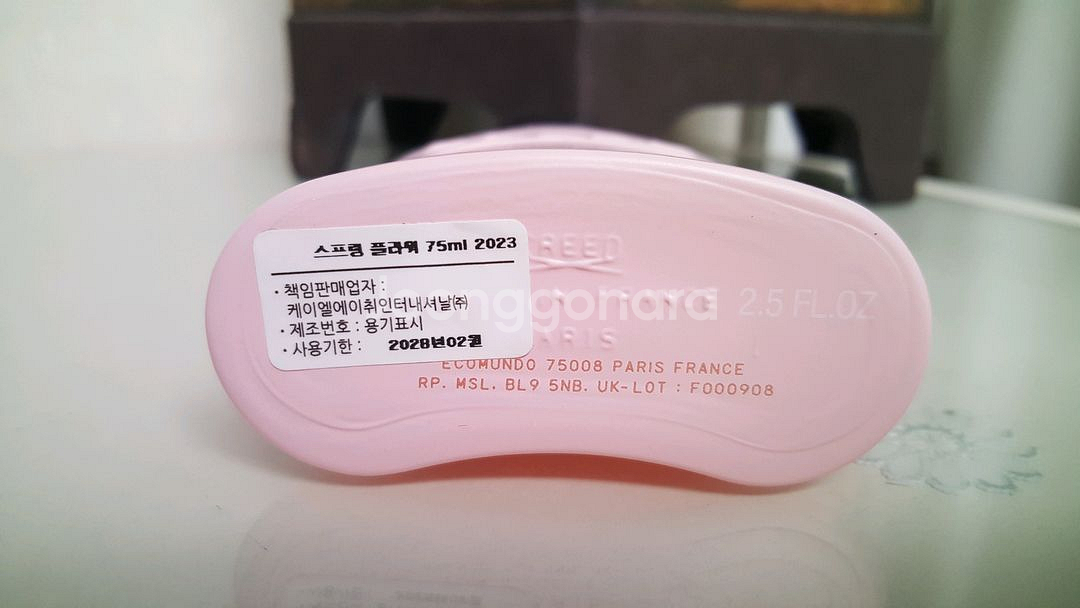 스프링 플라워 75ml 2023
· 책임판매업자 :
케이엘에이취인터내셔날㈜
· 제조번호 : 용기표시
· 사용기한 : 2028년02월
REED
joonggonara
2.5 FL.OZ
ARIS
ECOMUNDO 75008 PARIS FRANCE
RP. MSL. BL9 5NB. UK-LOT : F000908